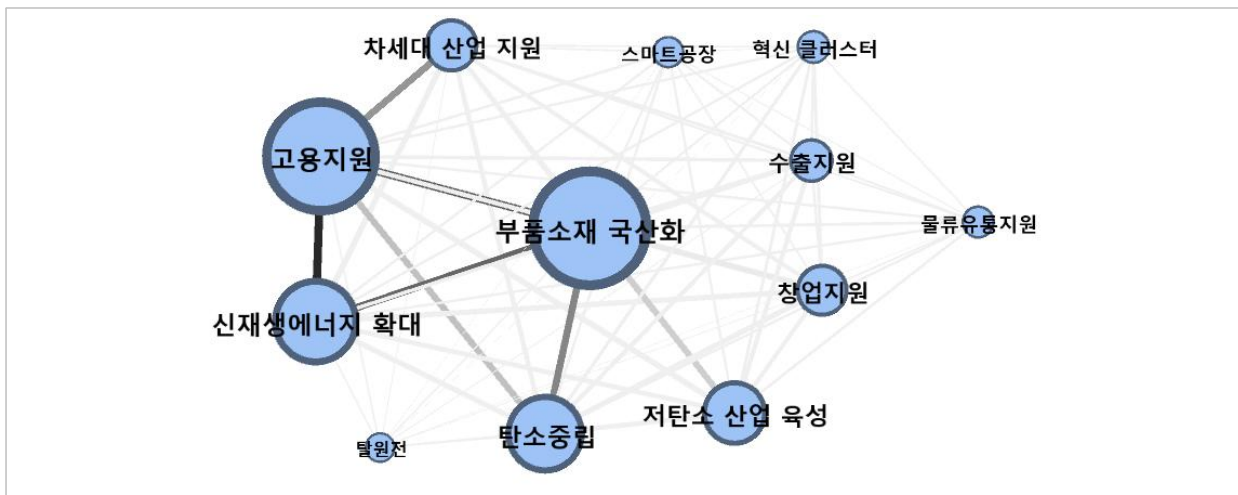 차세대 산업 지원
스마트공장
혁신 클러스터
고용지원
수출지원
부품소재 국산화
물류유통지원
신재생에너지 확대
창업지원
저탄소 산업 육성
탄소중립
탈원전